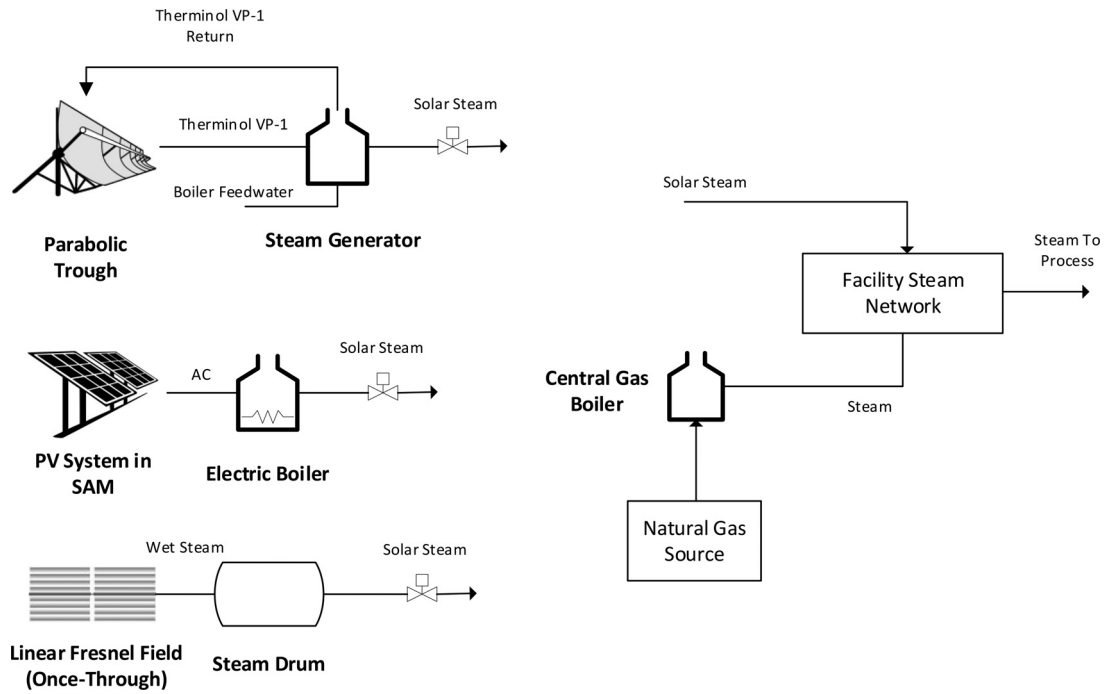 Therminol VP-1
Return
Therminol VP-1
Solar Steam
Boiler Feedwater
Steam Generator
Parabolic
Trough
AC
Solar Steam
PV System in
SAM
Electric Boiler
Wet Steam
Solar Steam
Linear Fresnel Field
(Once-Through)
Steam Drum
Solar Steam
Facility Steam
Network
Steam To
Process
Central Gas
Boiler
Steam
Natural Gas
Source